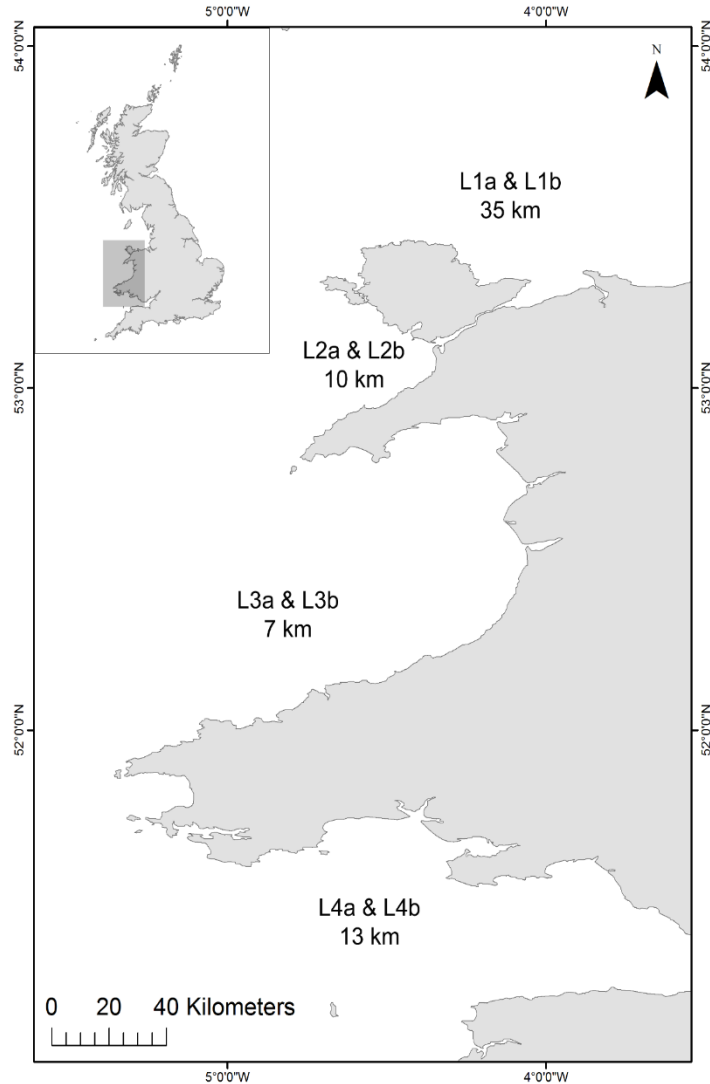 5°0'0"W 4°0'0"W
54°0'0"N 54°0'0"N
N
L1a & L1b
35 km
L2a & L2b
10 km
53°0'0"N 53°0'0"N
L3a & L3b
7 km
52°0'0"N 52°0'0"N
L4a & L4b
13 km
0 20 40 Kilometers
5°0'0"W 4°0'0"W